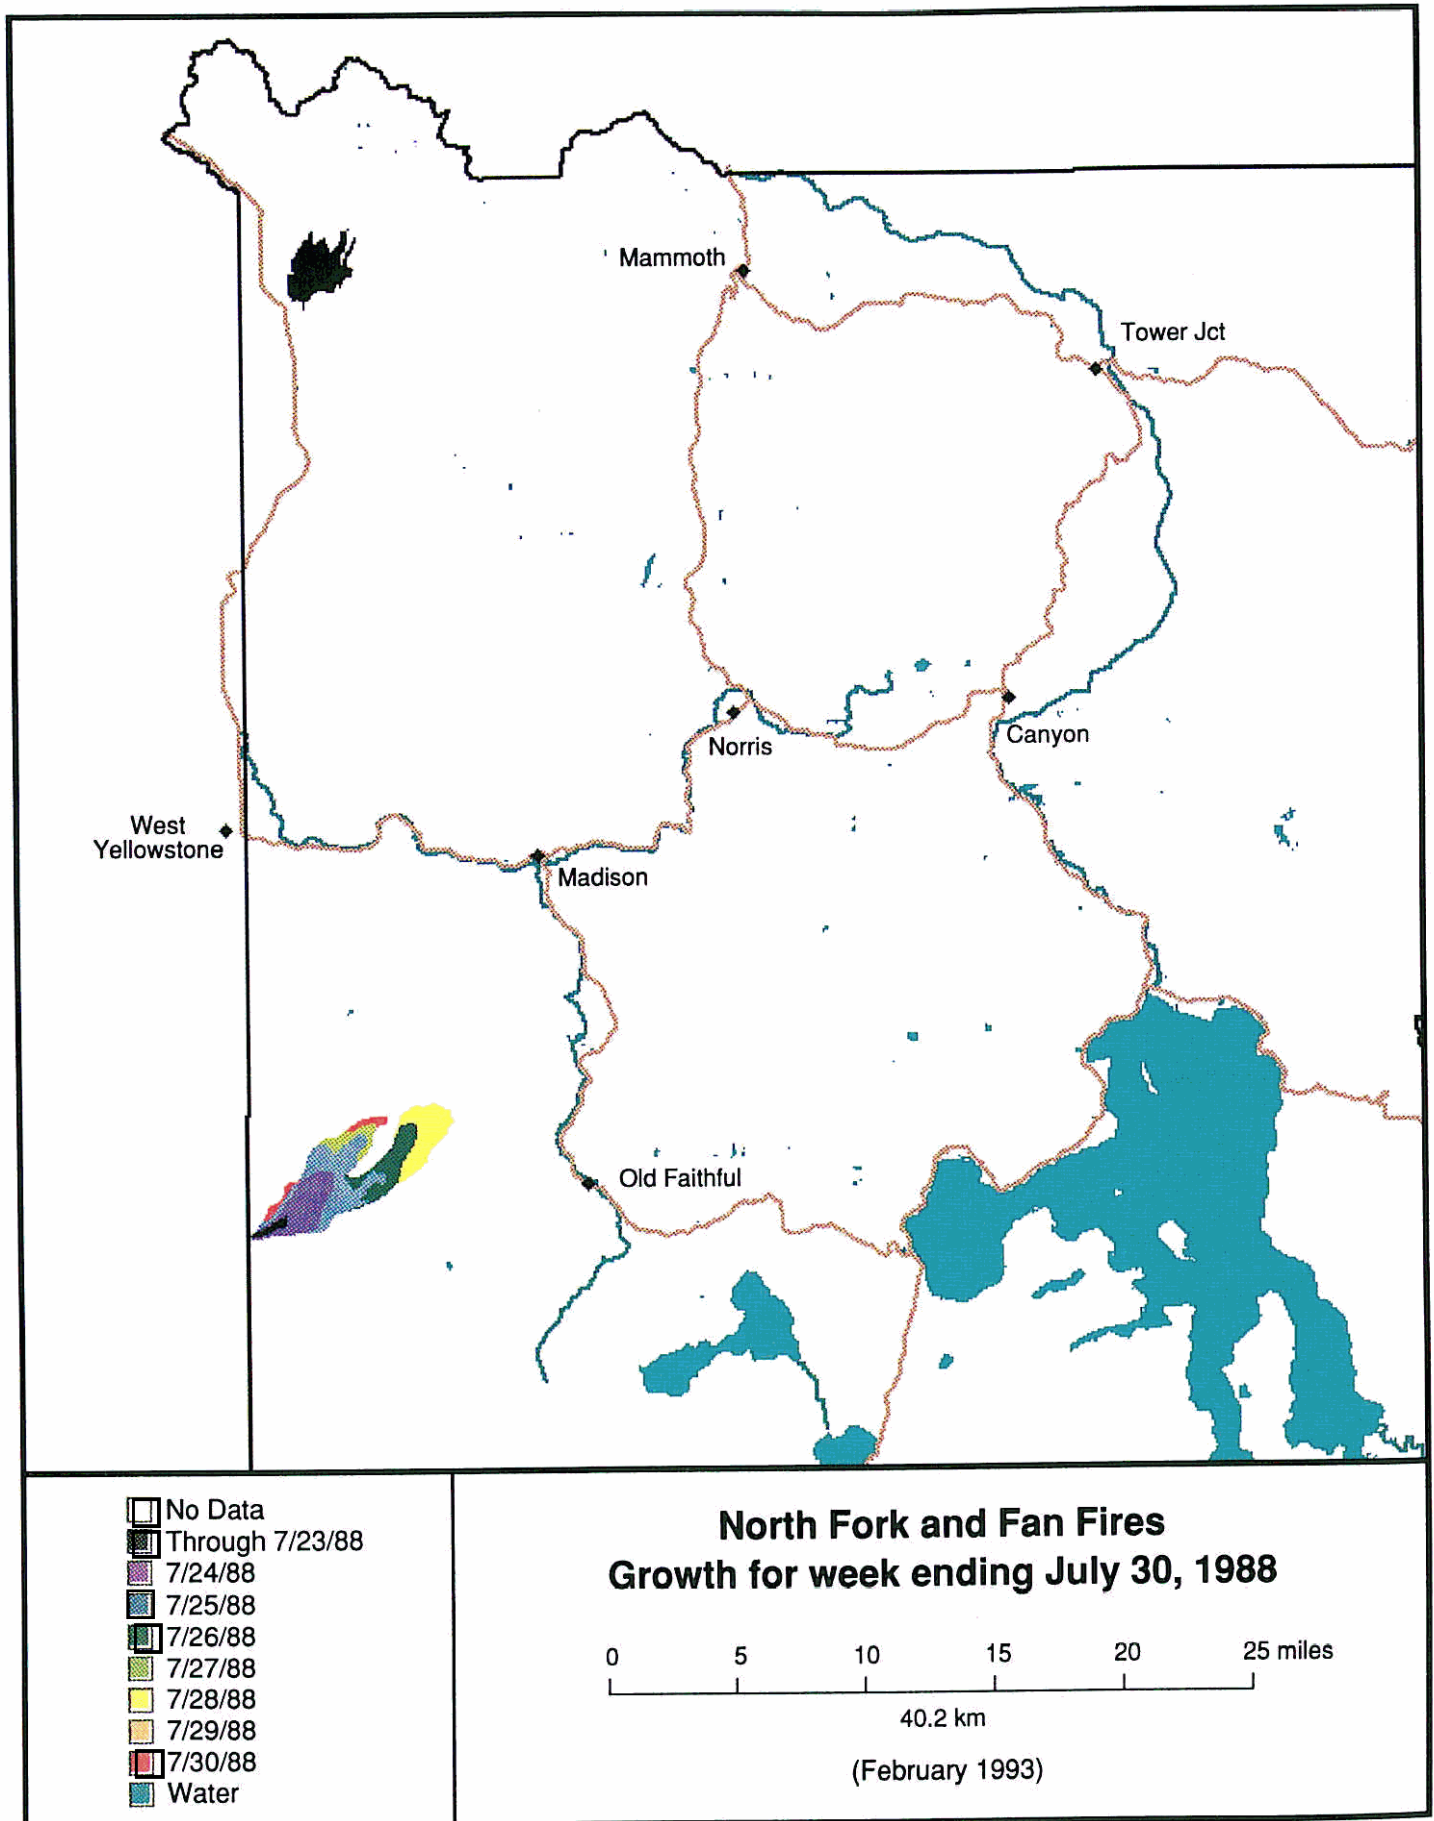 Mammoth
Tower Jct
Norris
Canyon
West
Yellowstone
Madison
Old Faithful
No Data
Through 7/23/88
7/24/88
7/25/88
7/26/88
7/27/88
7/28/88
7/29/88
7/30/88
Water
North Fork and Fan Fires
Growth for week ending July 30, 1988
0 5 10 15 20 25 miles
40.2 km
(February 1993)